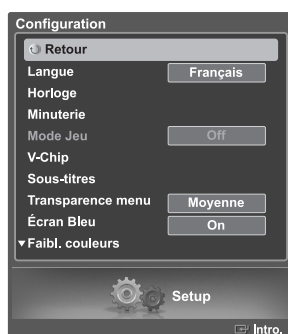 Configuration
Retour
Langue Français
Horloge
Minuterie
Mode Jeu Off
V-Chip
Sous-titres
Transparence menu Moyenne
Écran Bleu On
▼Faibl. couleurs
Setup
Intro.